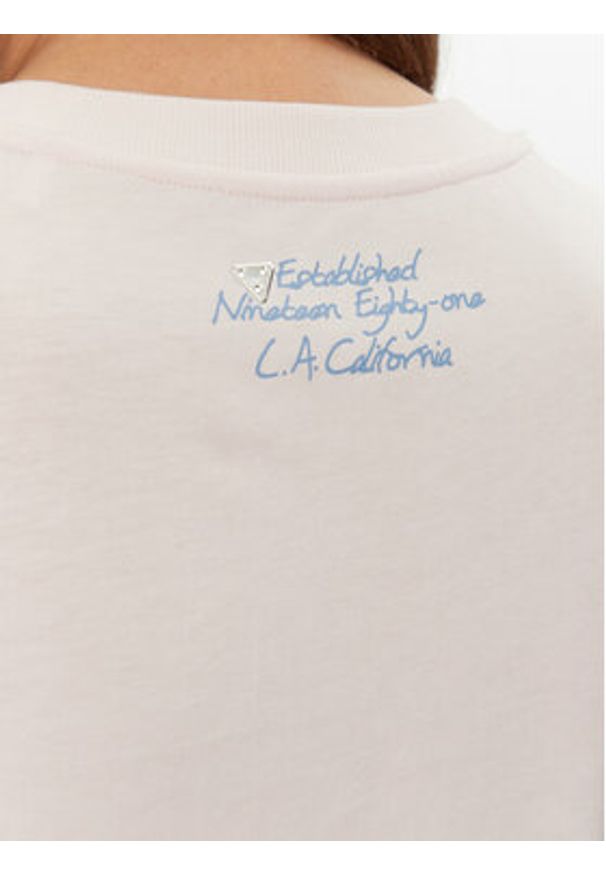 Established
Nineteen Eighty-one
L.A. California